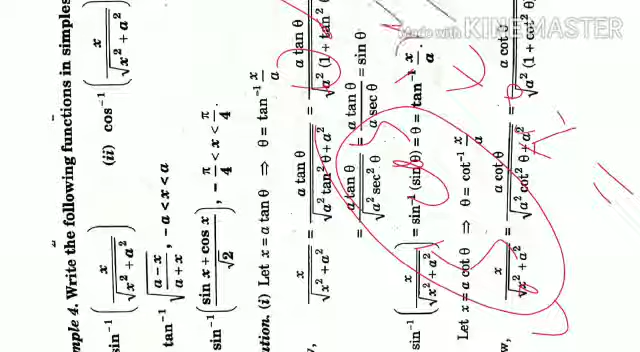 mple 4. Write the following functions in simples
sin⁻¹ (x/√(x² + a²)) (ii) cos⁻¹ (x/√(x² + a²))
tan⁻¹ √((a − x)/(a + x)), − a < x < a
sin⁻¹ ((sin x + cos x)/√2), − π/4 < x < π/4.
ution. (i) Let x = a tan θ ⇒ θ = tan⁻¹ x/a
w,
x/√(x² + a²) = a tan θ/√(a² tan² θ + a²) = a tan θ/√(a² (1 + tan² θ
= a tan θ/√(a² sec² θ) = a tan θ/a sec θ = sin θ
sin⁻¹ (x/√(x² + a²)) = sin⁻¹ (sin θ) = θ = tan⁻¹ x/a.
Let x = a cot θ ⇒ θ = cot⁻¹ x/a
w,
x/√(x² + a²) = a cot θ/√(a² cot² θ + a²) = a cot θ/√(a² (1 + cot² θ
Made with KINEMASTER